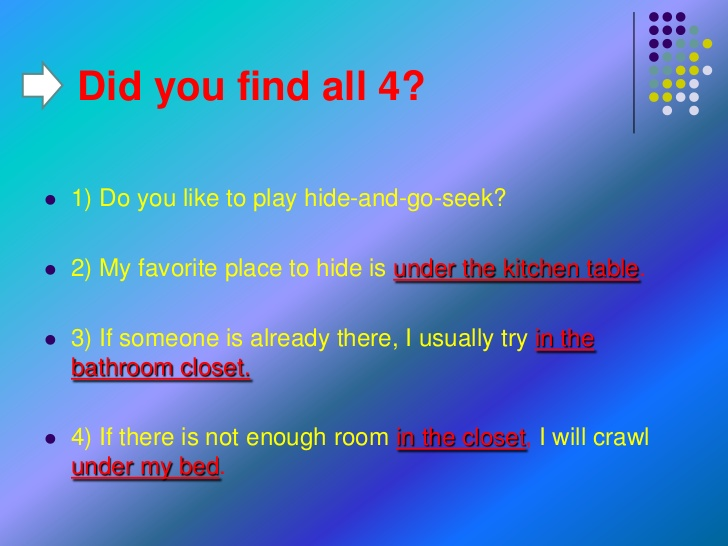 Did you find all 4?
1) Do you like to play hide-and-go-seek?
2) My favorite place to hide is under the kitchen table.
3) If someone is already there, I usually try in the
bathroom closet.
4) If there is not enough room in the closet, I will crawl
under my bed.